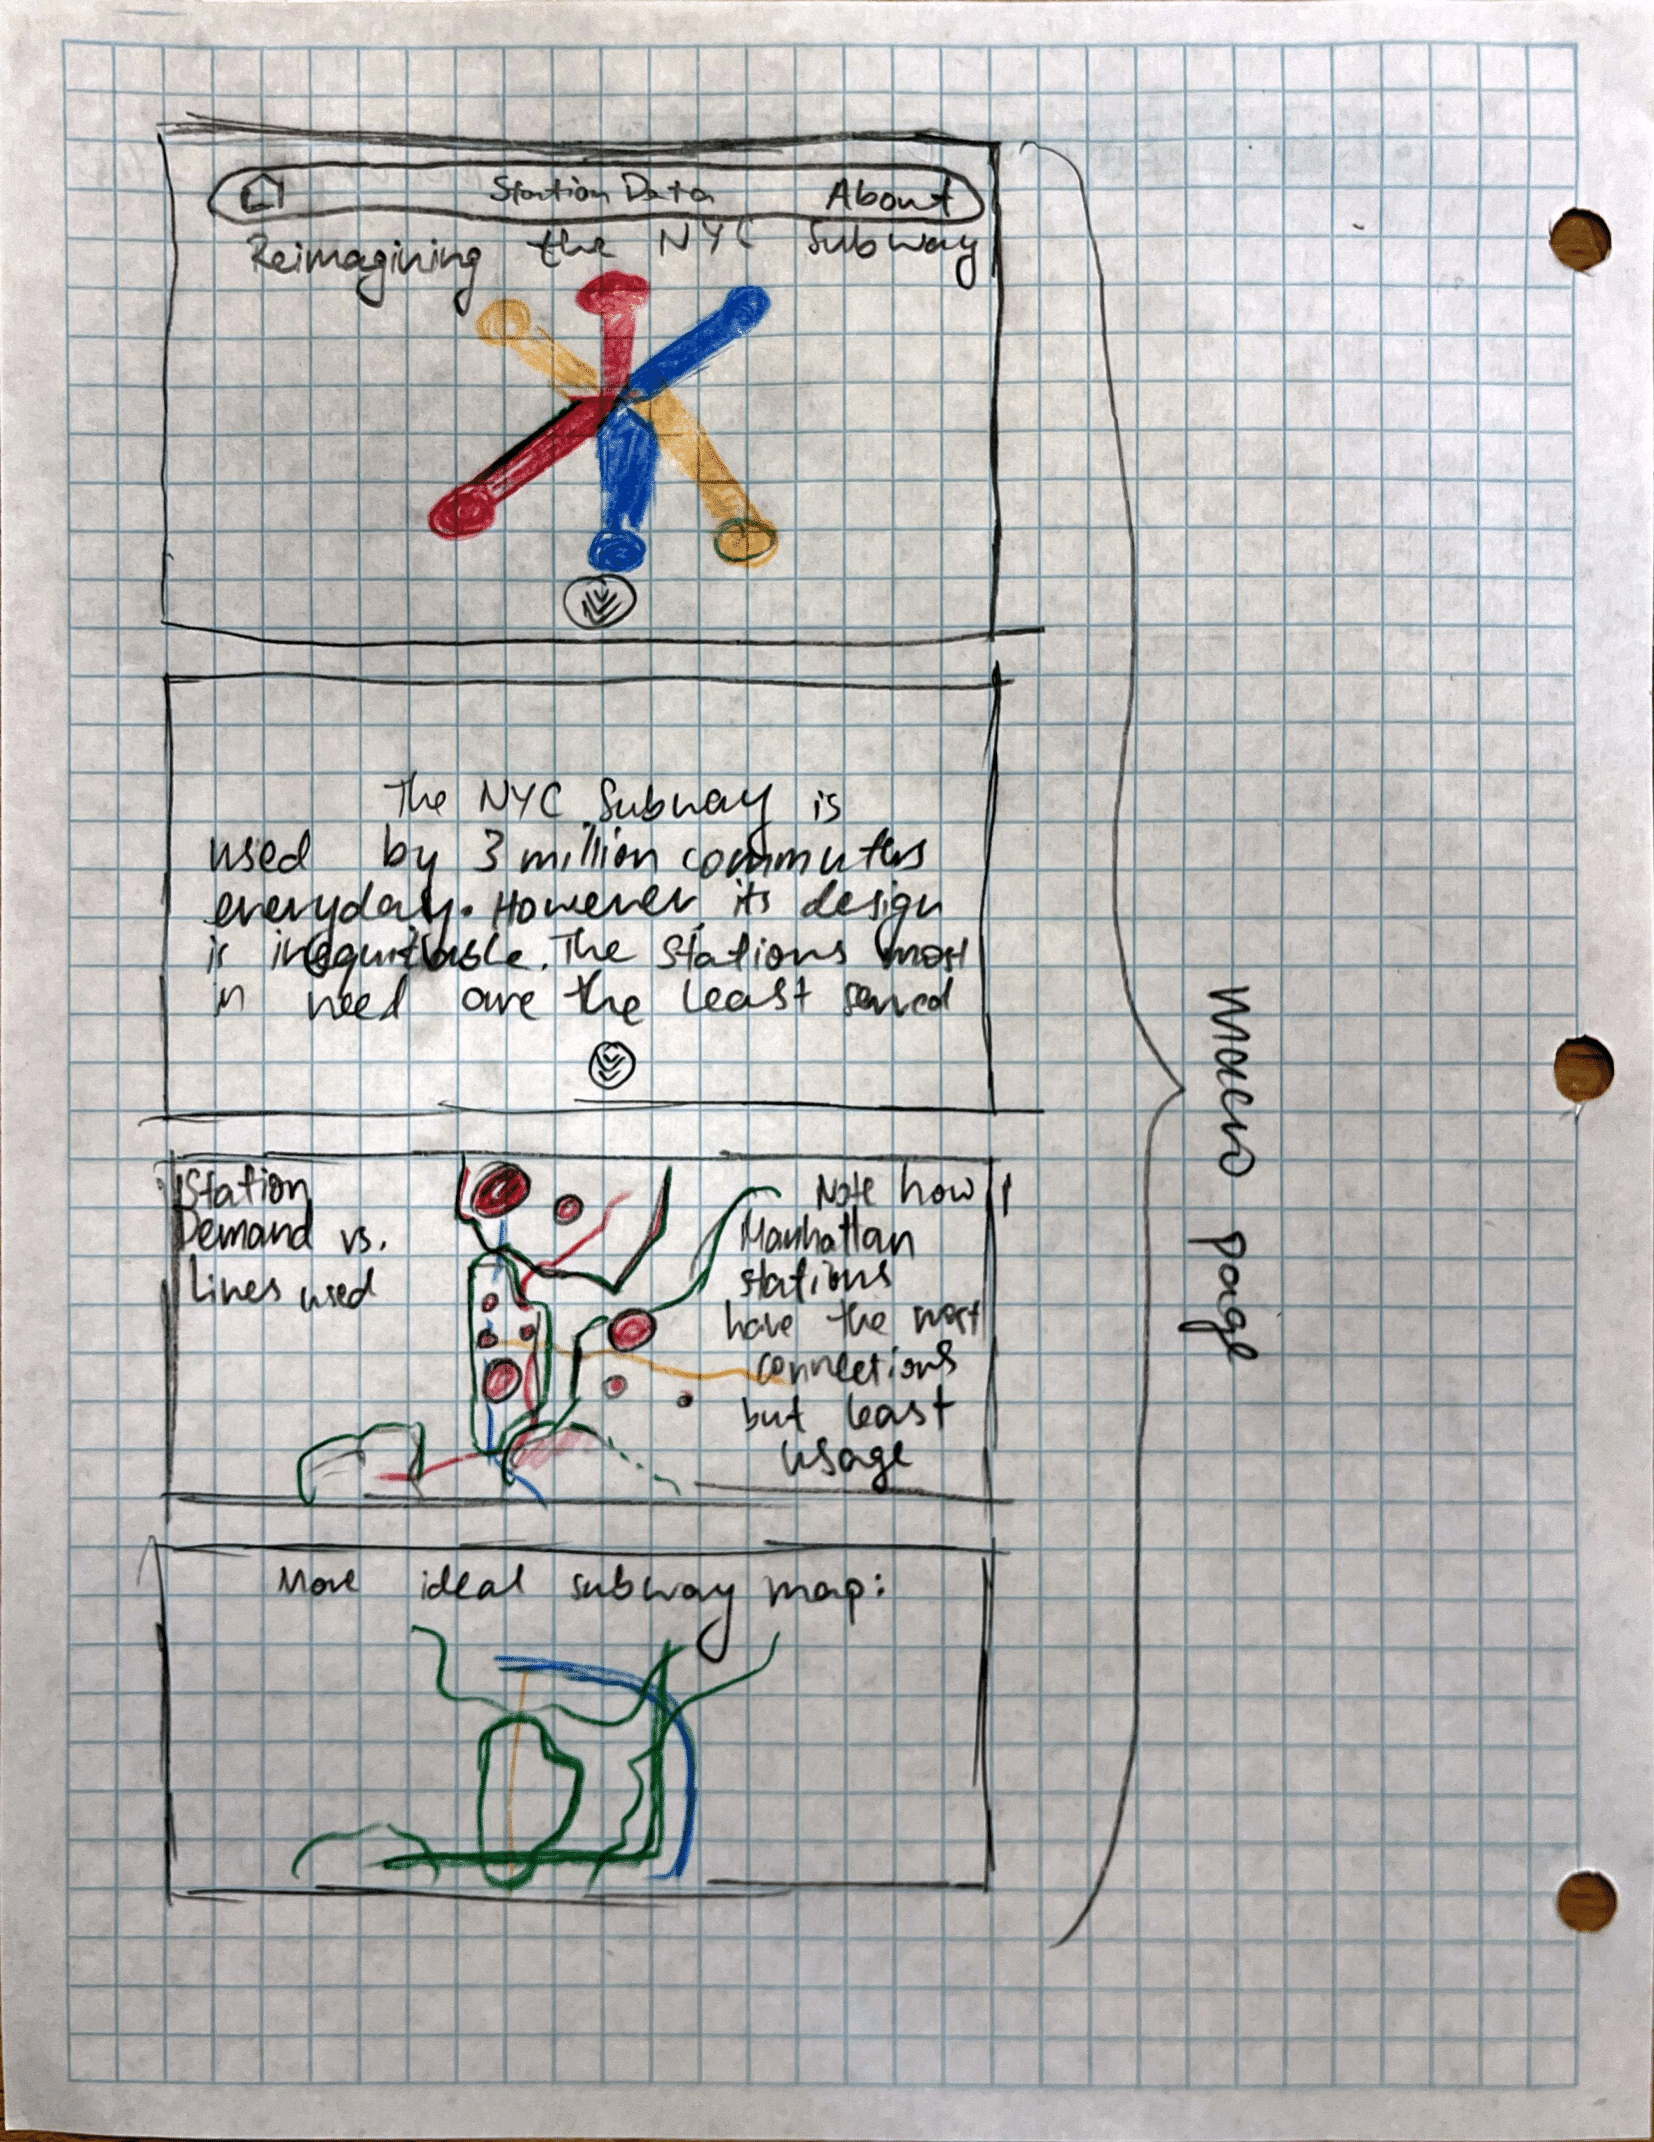 Station Data About
Reimagining the NYC Subway
The NYC Subway is
used by 3 million commuters
everyday. However its design
is inequitable. The stations most
in need are the least served
Station
Demand vs.
Lines used
Note how
Manhattan
stations
have the most
connections
but least
usage
More ideal subway map:
Macro page